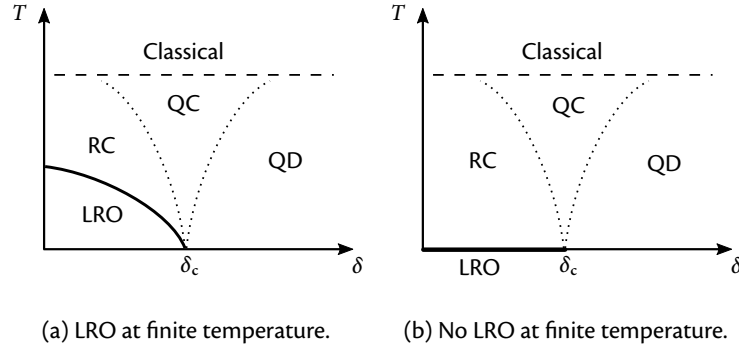 T
Classical
QC
RC
QD
LRO
δc
δ
(a) LRO at finite temperature.
T
Classical
QC
RC
QD
LRO
δc
δ
(b) No LRO at finite temperature.